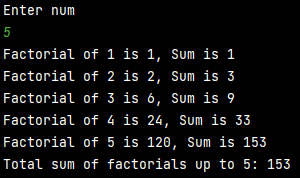 Enter num
5
Factorial of 1 is 1, Sum is 1
Factorial of 2 is 2, Sum is 3
Factorial of 3 is 6, Sum is 9
Factorial of 4 is 24, Sum is 33
Factorial of 5 is 120, Sum is 153
Total sum of factorials up to 5: 153